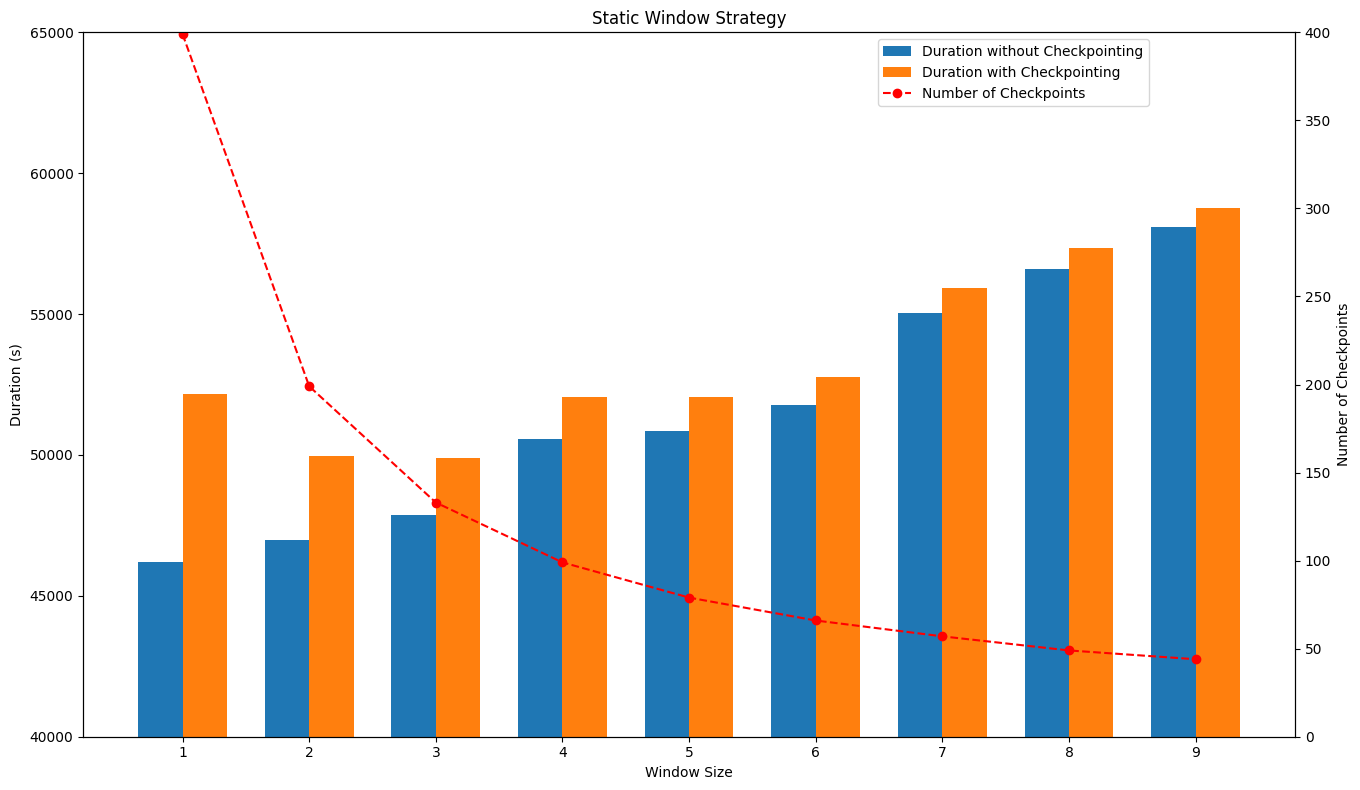 Static Window Strategy
65000
60000
55000
50000
45000
40000
Duration (s)
Duration without Checkpointing
Duration with Checkpointing
Number of Checkpoints
400
350
300
250
200
150
100
50
0
Number of Checkpoints
1 2 3 4 5 6 7 8 9
Window Size